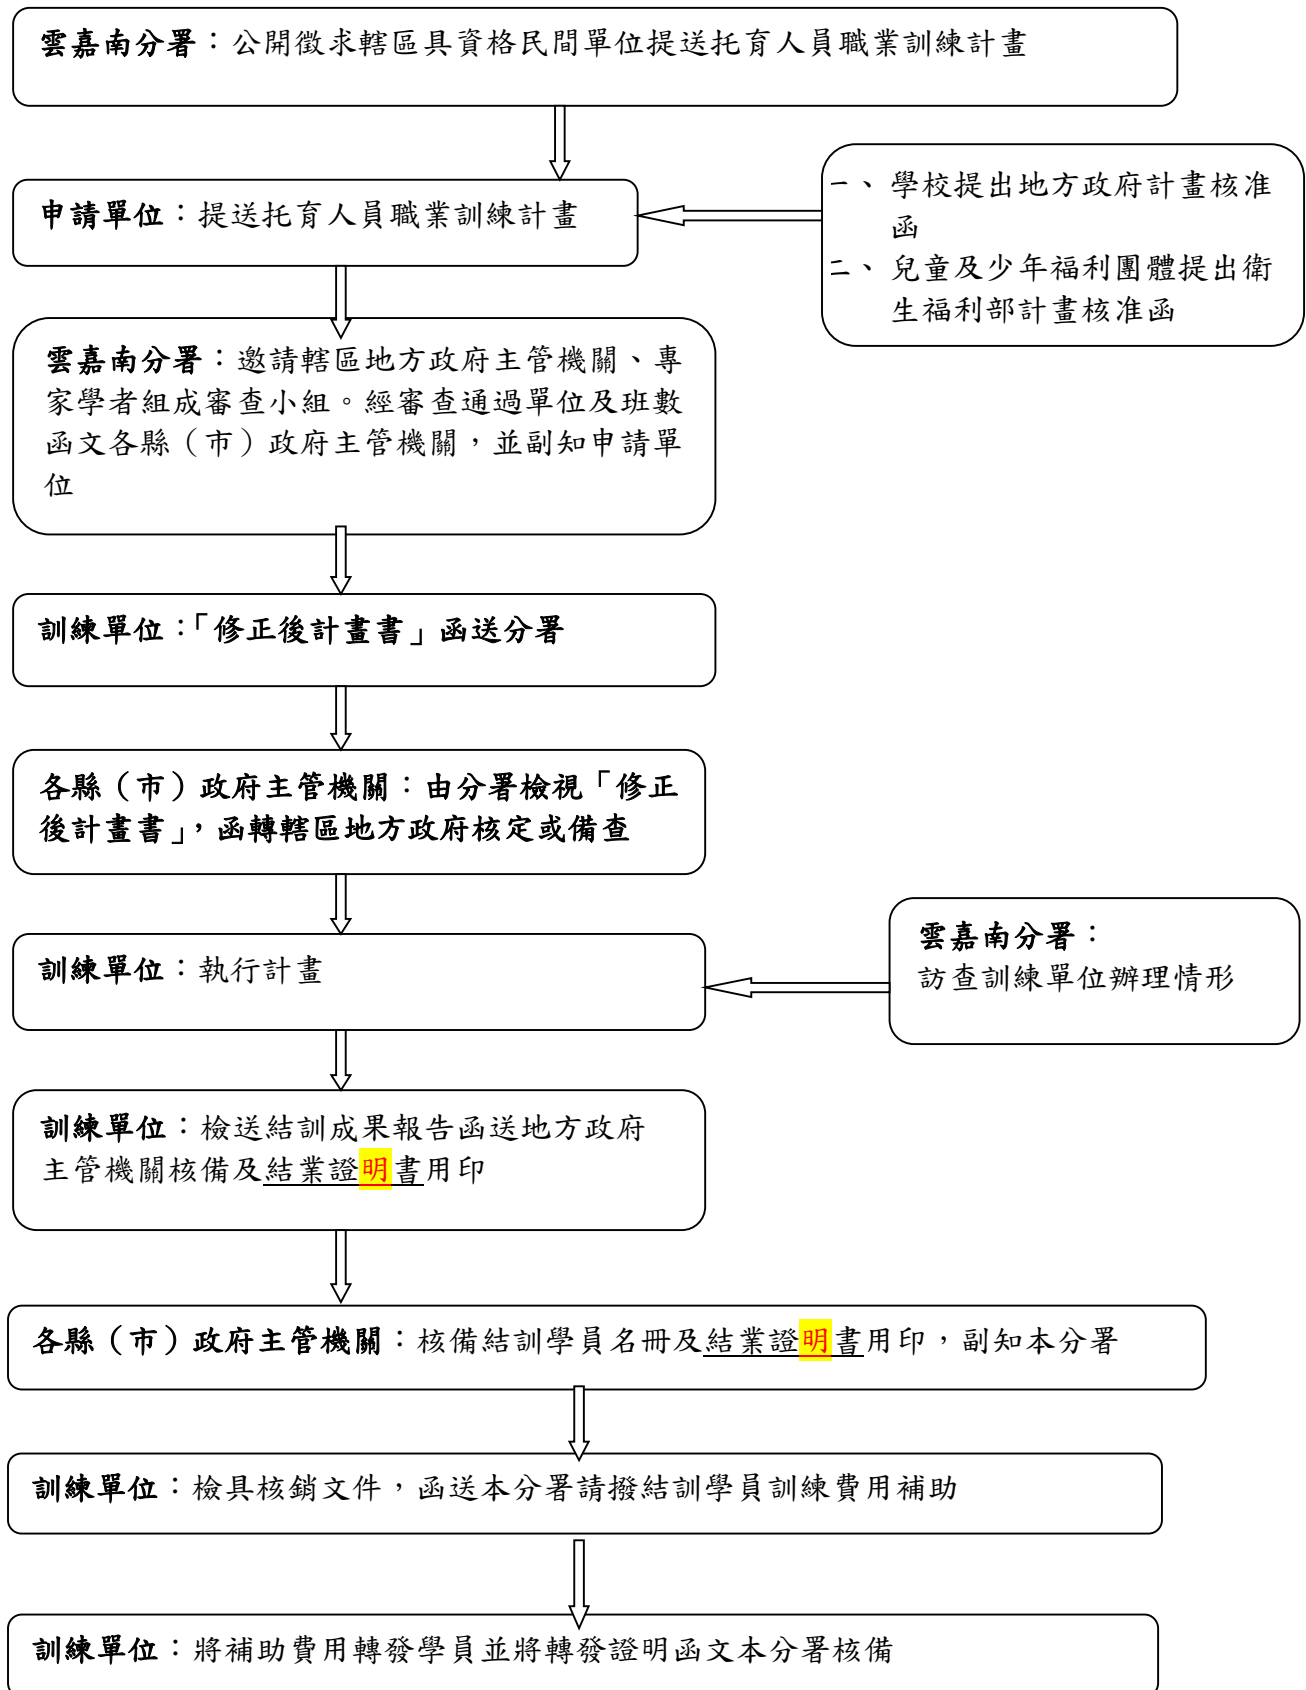 雲嘉南分署：公開徵求轄區具資格民間單位提送托育人員職業訓練計畫
申請單位：提送托育人員職業訓練計畫
一、 學校提出地方政府計畫核准
函
二、 兒童及少年福利團體提出衛
生福利部計畫核准函
雲嘉南分署：邀請轄區地方政府主管機關、專
家學者組成審查小組。經審查通過單位及班數
函文各縣（市）政府主管機關，並副知申請單
位
訓練單位：「修正後計畫書」函送分署
各縣（市）政府主管機關：由分署檢視「修正
後計畫書」，函轉轄區地方政府核定或備查
訓練單位：執行計畫
雲嘉南分署：
訪查訓練單位辦理情形
訓練單位：檢送結訓成果報告函送地方政府
主管機關核備及結業證明書用印
各縣（市）政府主管機關：核備結訓學員名冊及結業證明書用印，副知本分署
訓練單位：檢具核銷文件，函送本分署請撥結訓學員訓練費用補助
訓練單位：將補助費用轉發學員並將轉發證明函文本分署核備